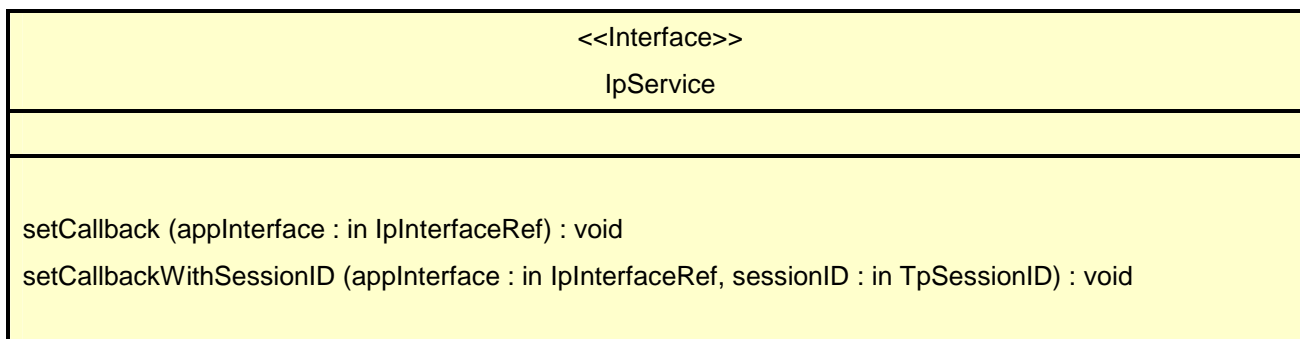 <<Interface>>
IpService
setCallback (appInterface : in IpInterfaceRef) : void
setCallbackWithSessionID (appInterface : in IpInterfaceRef, sessionID : in TpSessionID) : void